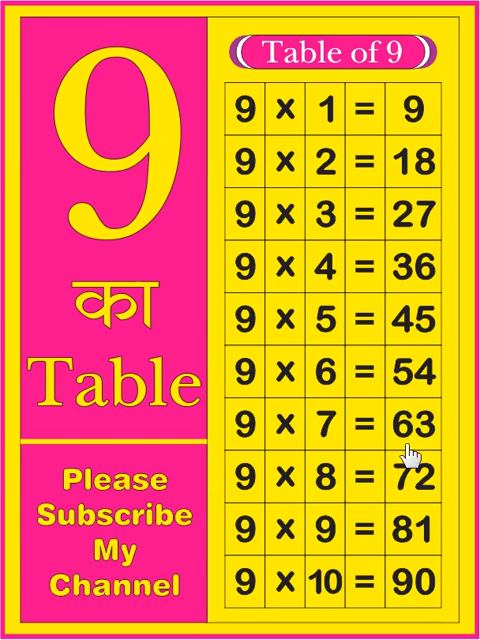 9
का
Table
Please
Subscribe
My
Channel
Table of 9
9 × 1 = 9
9 × 2 = 18
9 × 3 = 27
9 × 4 = 36
9 × 5 = 45
9 × 6 = 54
9 × 7 = 63
9 × 8 = 72
9 × 9 = 81
9 × 10 = 90